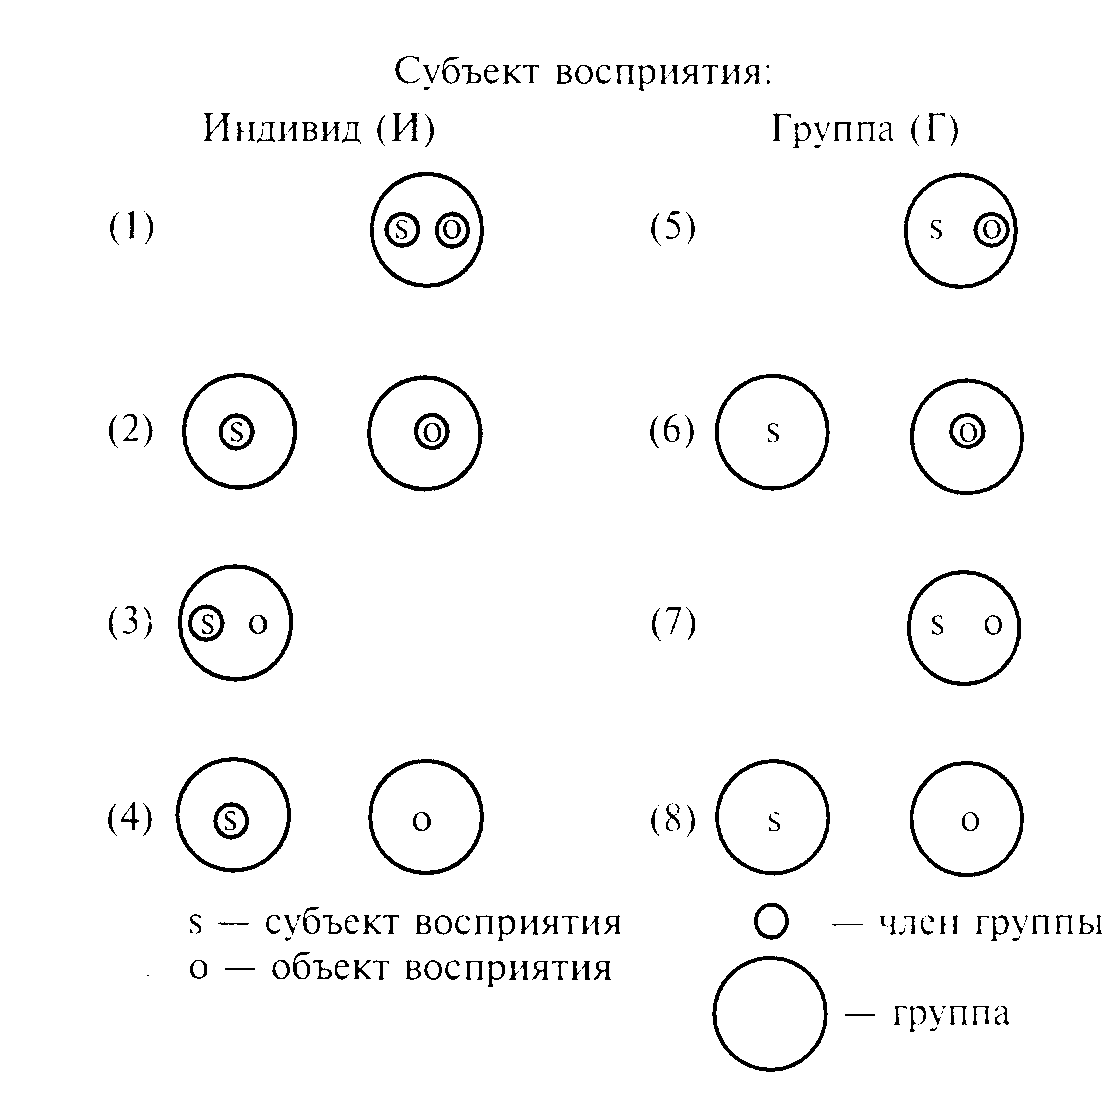 Субъект восприятия:
Индивид (И) Группа (Г)
(1) s o (5) s o
(2) s o (6) s o
(3) s o (7) s o
(4) s o (8) s o
s — субъект восприятия — член группы
o — объект восприятия
— группа